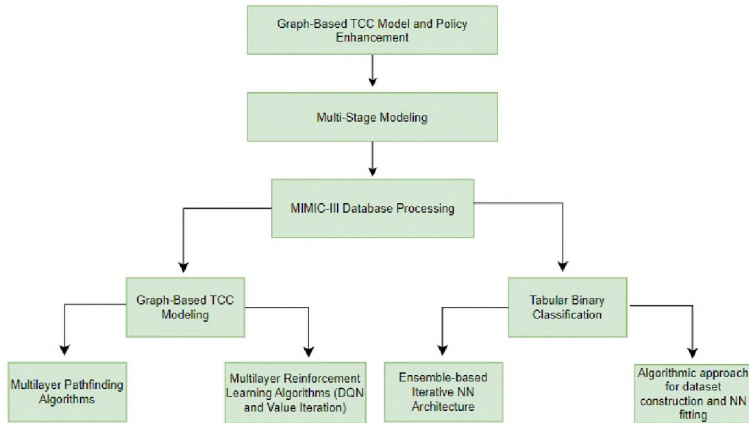 Graph-Based TCC Model and Policy
Enhancement
Multi-Stage Modeling
MIMIC-III Database Processing
Graph-Based TCC
Modeling
Tabular Binary
Classification
Multilayer Pathfinding
Algorithms
Multilayer Reinforcement
Learning Algorithms (DQN
and Value Iteration)
Ensemble-based
Iterative NN
Architecture
Algorithmic approach
for dataset
construction and NN
fitting